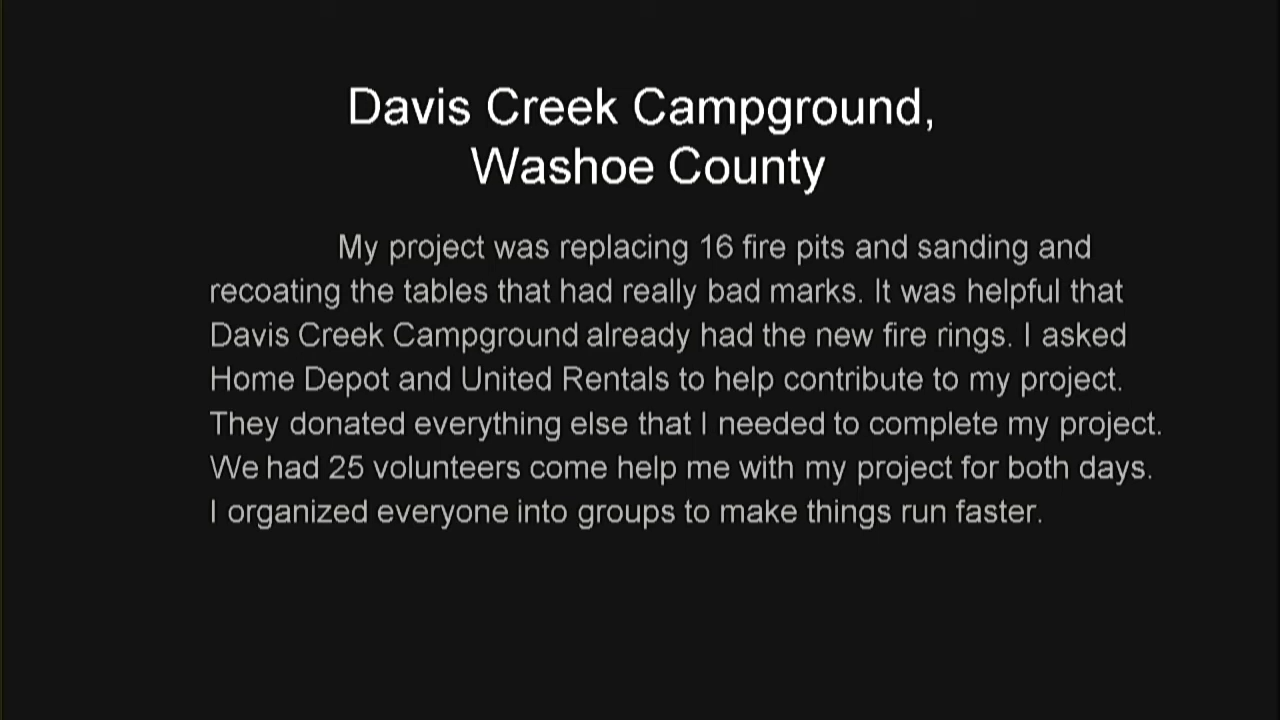 Davis Creek Campground,
Washoe County
My project was replacing 16 fire pits and sanding and
recoating the tables that had really bad marks. It was helpful that
Davis Creek Campground already had the new fire rings. I asked
Home Depot and United Rentals to help contribute to my project.
They donated everything else that I needed to complete my project.
We had 25 volunteers come help me with my project for both days.
I organized everyone into groups to make things run faster.